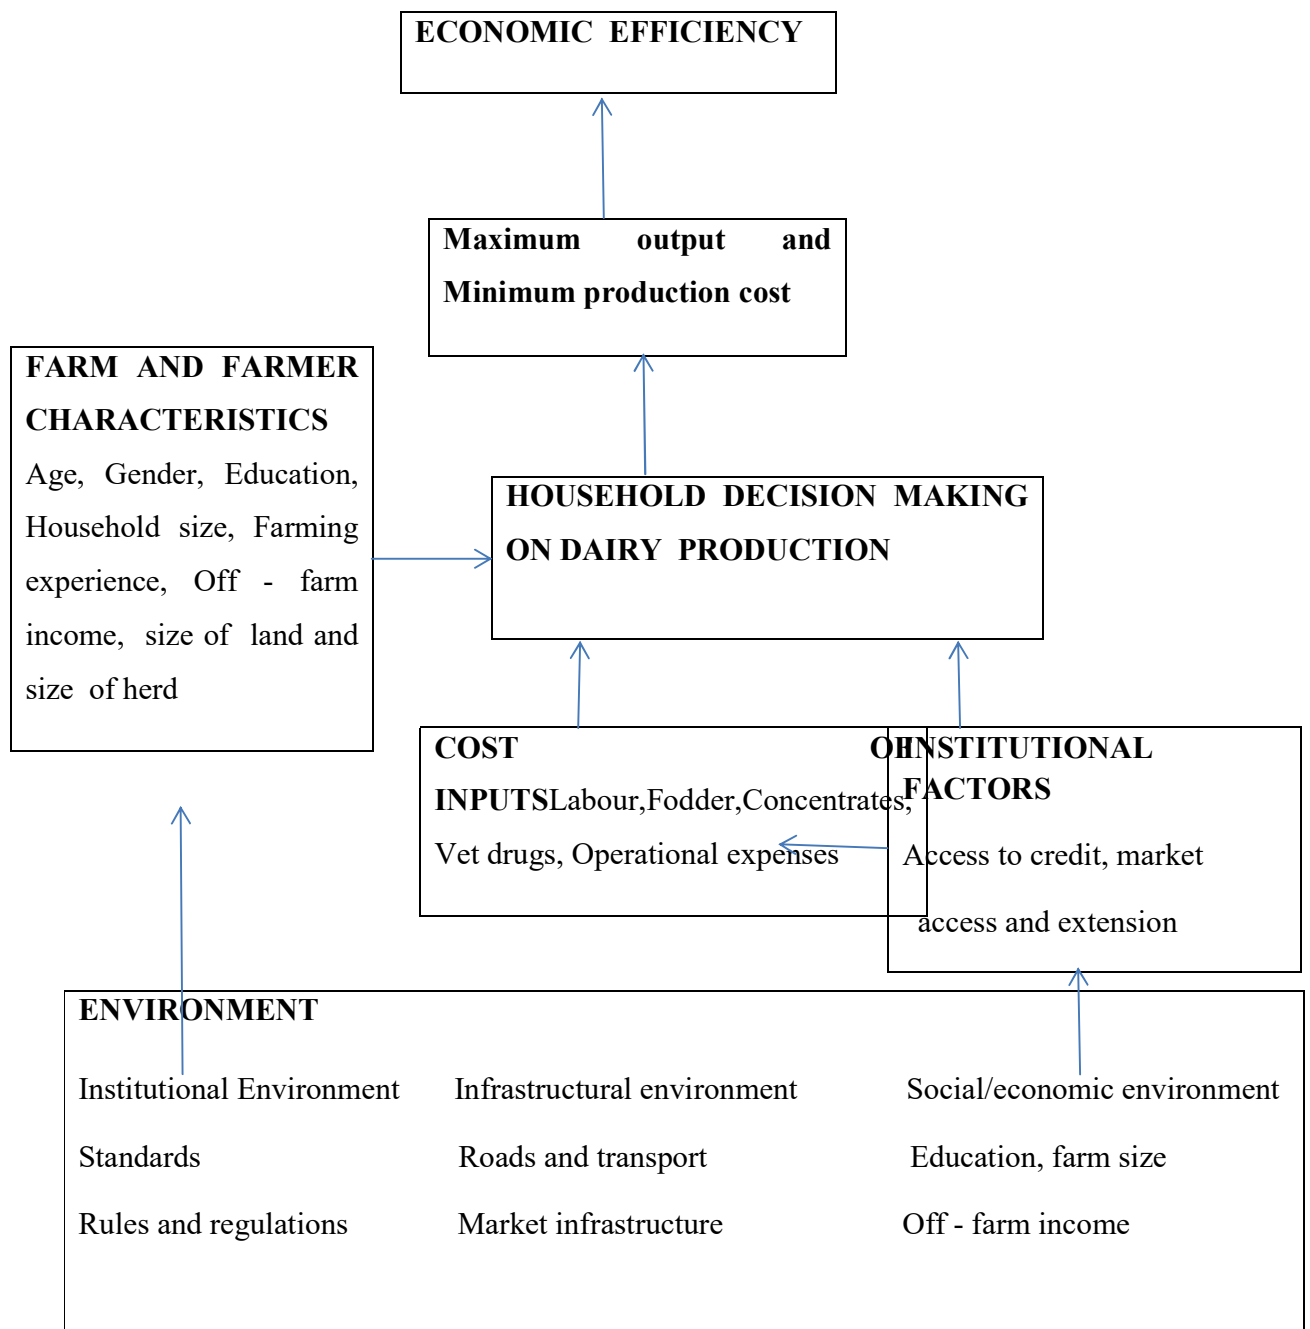 ECONOMIC EFFICIENCY
Maximum output and
Minimum production cost
FARM AND FARMER
CHARACTERISTICS
Age, Gender, Education,
Household size, Farming
experience, Off - farm
income, size of land and
size of herd
HOUSEHOLD DECISION MAKING
ON DAIRY PRODUCTION
COST OF
INPUTSLabour,Fodder,Concentrates,
Vet drugs, Operational expenses
INSTITUTIONAL
FACTORS
Access to credit, market
access and extension
ENVIRONMENT
Institutional Environment Infrastructural environment Social/economic environment
Standards Roads and transport Education, farm size
Rules and regulations Market infrastructure Off - farm income